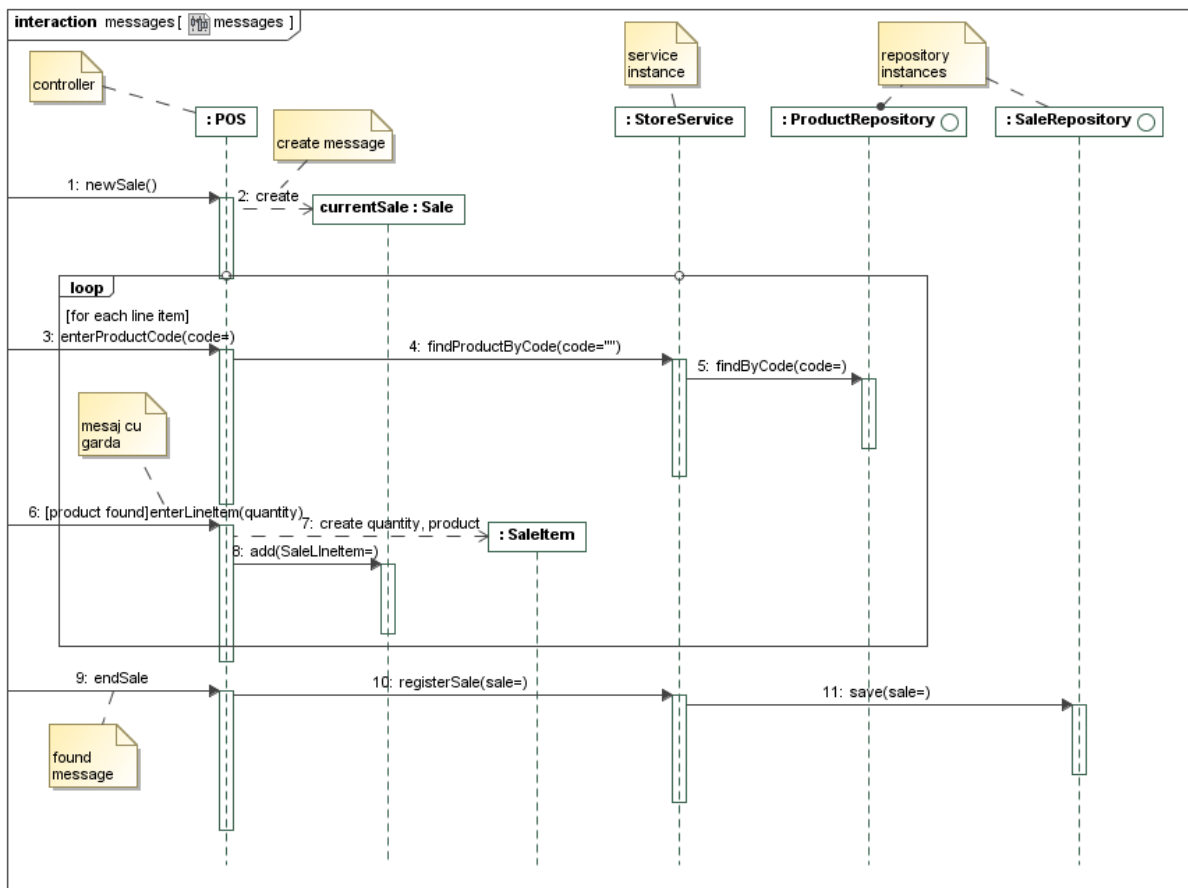 interaction messages [ messages ]
controller
service
instance
repository
instances
: POS
create message
: StoreService
: ProductRepository
: SaleRepository
1: newSale()
2: create
currentSale : Sale
loop
[for each line item]
3: enterProductCode(code=)
4: findProductByCode(code="")
5: findByCode(code=)
mesaj cu
garda
6: [product found]enterLineItem(quantity)
7: create quantity, product
: SaleItem
8: add(SaleLIneItem=)
9: endSale
10: registerSale(sale=)
11: save(sale=)
found
message